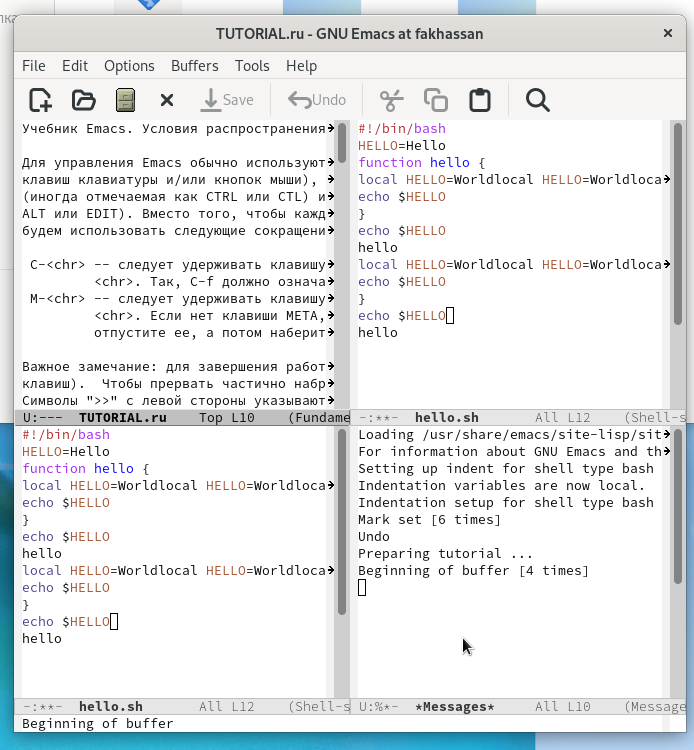 TUTORIAL.ru - GNU Emacs at fakhassan
File Edit Options Buffers Tools Help
Save Undo
Учебник Emacs. Условия распространения
Для управления Emacs обычно используют
клавиш клавиатуры и/или кнопок мыши),
(иногда отмечаемая как CTRL или CTL) и
ALT или EDIT). Вместо того, чтобы кажд
будем использовать следующие сокращени
C-<chr> -- следует удерживать клавишу
<chr>. Так, C-f должно означа
M-<chr> -- следует удерживать клавишу
<chr>. Если нет клавиши META,
отпустите ее, а потом наберит
Важное замечание: для завершения работ
клавиш). Чтобы прервать частично набр
Символы ">>" с левой стороны указывают
U:--- TUTORIAL.ru Top L10 (Fundame
#!/bin/bash
HELLO=Hello
function hello {
local HELLO=Worldlocal HELLO=Worldloca
echo $HELLO
}
echo $HELLO
hello
local HELLO=Worldlocal HELLO=Worldloca
echo $HELLO
}
echo $HELLO
hello
-:**- hello.sh All L12 (Shell-s
#!/bin/bash
HELLO=Hello
function hello {
local HELLO=Worldlocal HELLO=Worldloca
echo $HELLO
}
echo $HELLO
hello
local HELLO=Worldlocal HELLO=Worldloca
echo $HELLO
}
echo $HELLO
hello
-:**- hello.sh All L12 (Shell-s
Loading /usr/share/emacs/site-lisp/sit
For information about GNU Emacs and th
Setting up indent for shell type bash
Indentation variables are now local.
Indentation setup for shell type bash
Mark set [6 times]
Undo
Preparing tutorial ...
Beginning of buffer [4 times]
U:%*- *Messages* All L10 (Message
Beginning of buffer